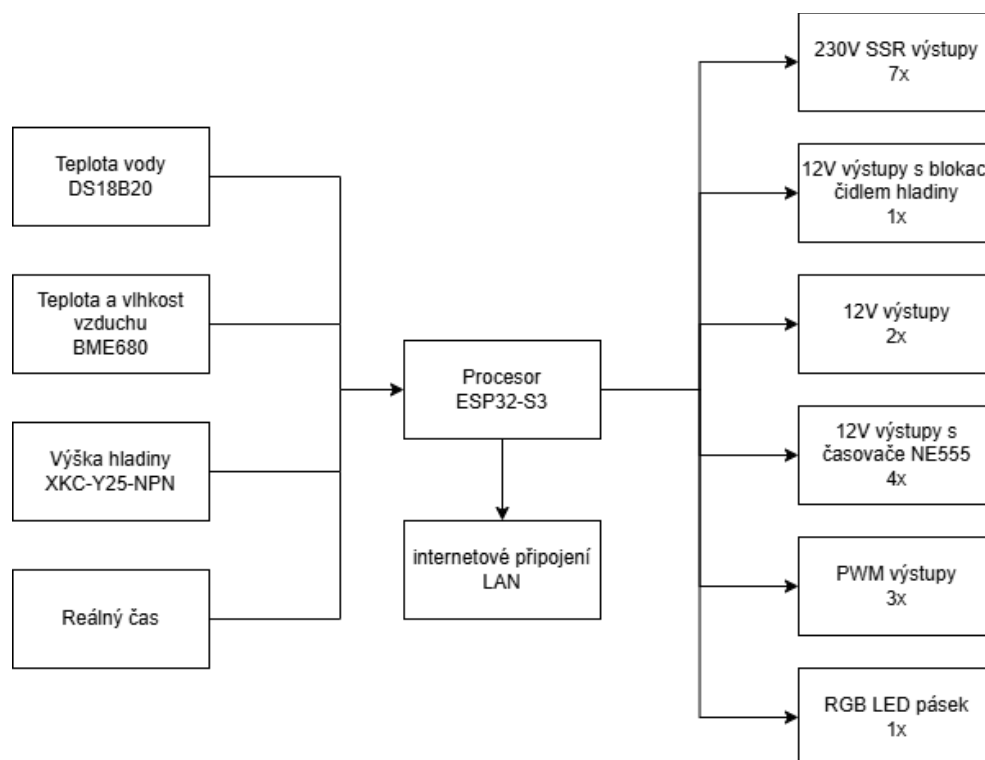 Teplota vody
DS18B20
Teplota a vlhkost
vzduchu
BME680
Výška hladiny
XKC-Y25-NPN
Reálný čas
Procesor
ESP32-S3
internetové připojení
LAN
230V SSR výstupy
7x
12V výstupy s blokac
čidlem hladiny
1x
12V výstupy
2x
12V výstupy s
časovače NE555
4x
PWM výstupy
3x
RGB LED pásek
1x